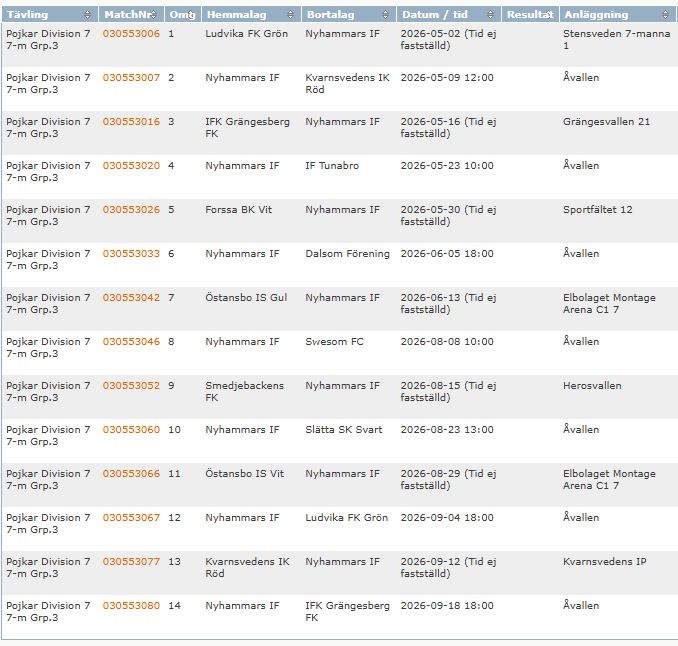 Tävling MatchNr Omg Hemmalag Bortalag Datum / tid Resultat Anläggning
Pojkar Division 7 030553006 1 Ludvika FK Grön Nyhammars IF 2026-05-02 (Tid ej Stensveden 7-manna
7-m Grp.3 fastställd) 1
Pojkar Division 7 030553007 2 Nyhammars IF Kvarnsvedens IK 2026-05-09 12:00 Åvallen
7-m Grp.3 Röd
Pojkar Division 7 030553016 3 IFK Grängesberg Nyhammars IF 2026-05-16 (Tid ej Grängesvallen 21
7-m Grp.3 FK fastställd)
Pojkar Division 7 030553020 4 Nyhammars IF IF Tunabro 2026-05-23 10:00 Åvallen
7-m Grp.3
Pojkar Division 7 030553026 5 Forssa BK Vit Nyhammars IF 2026-05-30 (Tid ej Sportfältet 12
7-m Grp.3 fastställd)
Pojkar Division 7 030553033 6 Nyhammars IF Dalsom Förening 2026-06-05 18:00 Åvallen
7-m Grp.3
Pojkar Division 7 030553042 7 Östansbo IS Gul Nyhammars IF 2026-06-13 (Tid ej Elbolaget Montage
7-m Grp.3 fastställd) Arena C1 7
Pojkar Division 7 030553046 8 Nyhammars IF Swesom FC 2026-08-08 10:00 Åvallen
7-m Grp.3
Pojkar Division 7 030553052 9 Smedjebackens Nyhammars IF 2026-08-15 (Tid ej Herosvallen
7-m Grp.3 FK fastställd)
Pojkar Division 7 030553060 10 Nyhammars IF Slätta SK Svart 2026-08-23 13:00 Åvallen
7-m Grp.3
Pojkar Division 7 030553066 11 Östansbo IS Vit Nyhammars IF 2026-08-29 (Tid ej Elbolaget Montage
7-m Grp.3 fastställd) Arena C1 7
Pojkar Division 7 030553067 12 Nyhammars IF Ludvika FK Grön 2026-09-04 18:00 Åvallen
7-m Grp.3
Pojkar Division 7 030553077 13 Kvarnsvedens IK Nyhammars IF 2026-09-12 (Tid ej Kvarnsvedens IP
7-m Grp.3 Röd fastställd)
Pojkar Division 7 030553080 14 Nyhammars IF IFK Grängesberg 2026-09-18 18:00 Åvallen
7-m Grp.3 FK